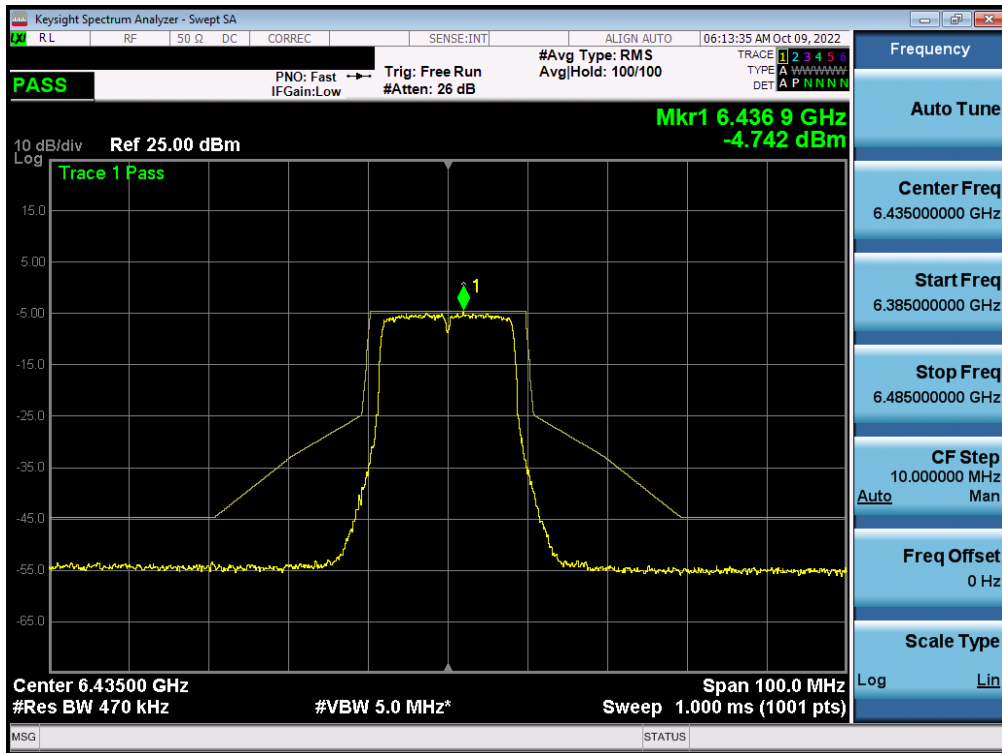 Keysight Spectrum Analyzer - Swept SA
LXI RL RF 50 Ω DC CORREC SENSE:INT ALIGN AUTO 06:13:35 AM Oct 09, 2022
PASS
PNO: Fast
IFGain:Low
Trig: Free Run
#Atten: 26 dB
#Avg Type: RMS
Avg|Hold: 100/100
TRACE 1 2 3 4 5 6
TYPE A WWWWW
DET A P N N N N
Mkr1 6.436 9 GHz
-4.742 dBm
10 dB/div Ref 25.00 dBm
Log
Trace 1 Pass
1
15.0
5.00
-5.00
-15.0
-25.0
-35.0
-45.0
-55.0
-65.0
Center 6.43500 GHz Span 100.0 MHz
#Res BW 470 kHz #VBW 5.0 MHz* Sweep 1.000 ms (1001 pts)
MSG STATUS
Frequency
Auto Tune
Center Freq
6.435000000 GHz
Start Freq
6.385000000 GHz
Stop Freq
6.485000000 GHz
CF Step
10.000000 MHz
Auto Man
Freq Offset
0 Hz
Scale Type
Log Lin